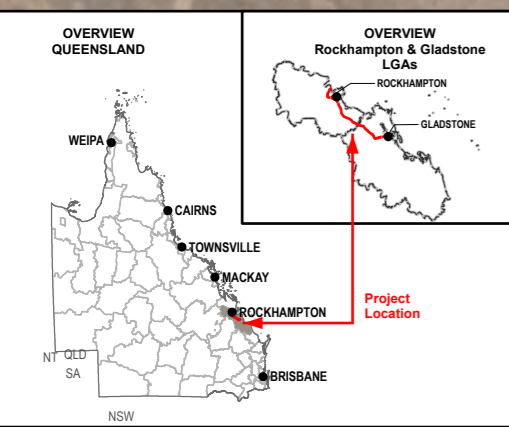 OVERVIEW
QUEENSLAND
WEIPA
CAIRNS
TOWNSVILLE
MACKAY
ROCKHAMPTON
BRISBANE
NT QLD
SA
NSW
OVERVIEW
Rockhampton & Gladstone
LGAs
ROCKHAMPTON
GLADSTONE
Project
Location